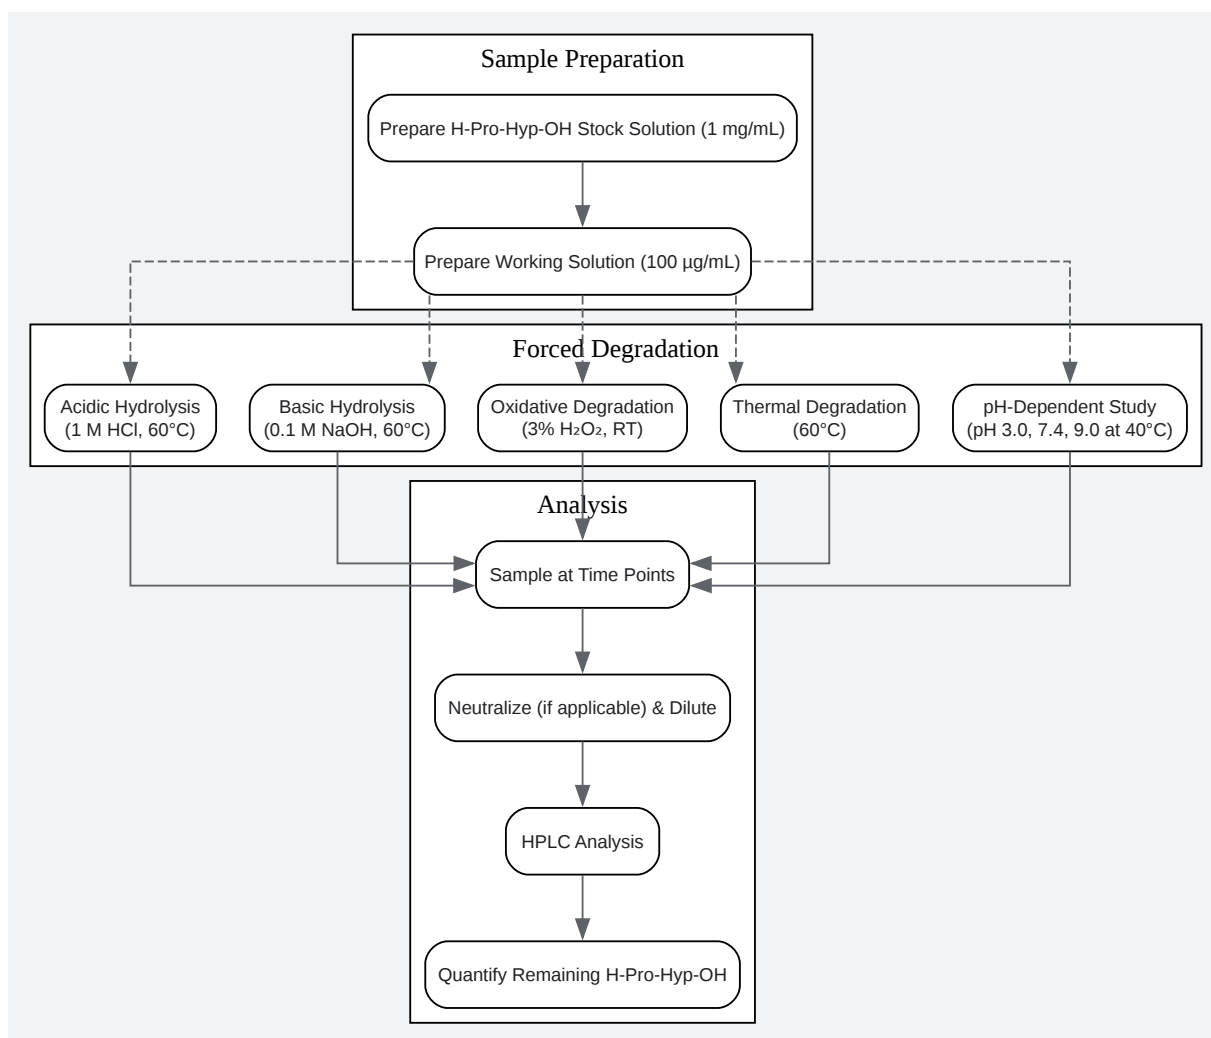 Sample Preparation
Prepare H-Pro-Hyp-OH Stock Solution (1 mg/mL)
Prepare Working Solution (100 µg/mL)
Forced Degradation
Acidic Hydrolysis
(1 M HCl, 60°C)
Basic Hydrolysis
(0.1 M NaOH, 60°C)
Oxidative Degradation
(3% H₂O₂, RT)
Thermal Degradation
(60°C)
pH-Dependent Study
(pH 3.0, 7.4, 9.0 at 40°C)
Analysis
Sample at Time Points
Neutralize (if applicable) & Dilute
HPLC Analysis
Quantify Remaining H-Pro-Hyp-OH